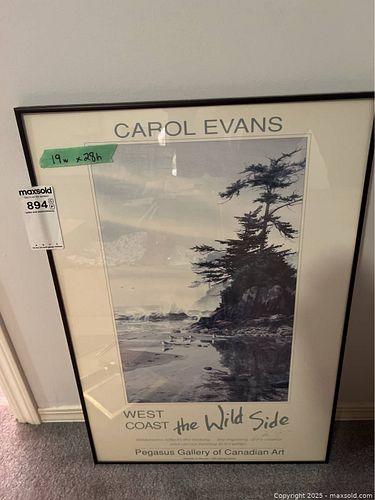 CAROL EVANS
19w x 28h
maxsold
894
WEST
COAST the Wild Side
Pegasus Gallery of Canadian Art
Copyright 2025 - maxsold.com